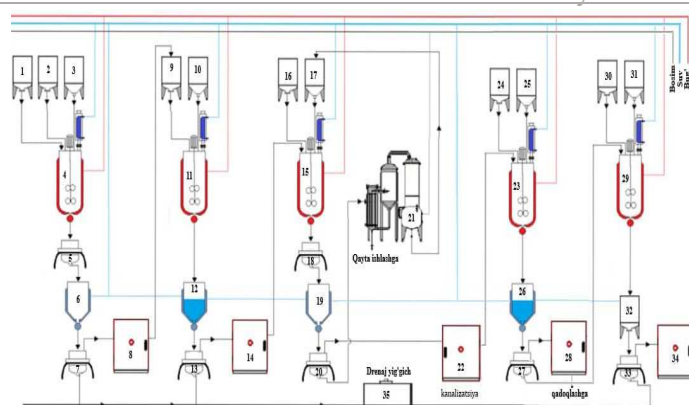 Bosim
Suv
Bug'
1 2 3 9 10 16 17 24 25 30 31
4 11 15 23 29
21
Qayta ishlashga
5 18
6 12 19 26 32
8 14 22 28 34
7 13 20 27 33
kanalizatsiya
qadoqlashga
Drenaj yig'gich
35